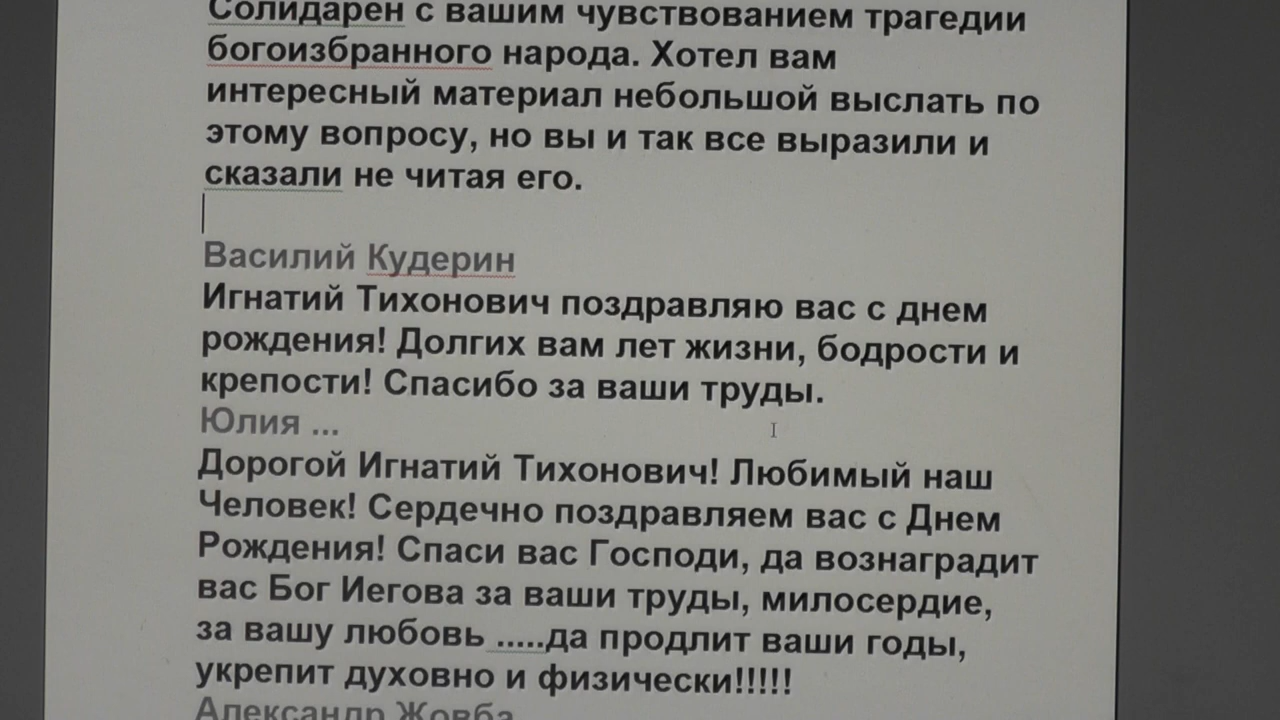 Солидарен с вашим чувствованием трагедии
богоизбранного народа. Хотел вам
интересный материал небольшой выслать по
этому вопросу, но вы и так все выразили и
сказали не читая его.
Василий Кудерин
Игнатий Тихонович поздравляю вас с днем
рождения! Долгих вам лет жизни, бодрости и
крепости! Спасибо за ваши труды.
Юлия ...
Дорогой Игнатий Тихонович! Любимый наш
Человек! Сердечно поздравляем вас с Днем
Рождения! Спаси вас Господи, да вознаградит
вас Бог Иегова за ваши труды, милосердие,
за вашу любовь .....да продлит ваши годы,
укрепит духовно и физически!!!!!
Александр Жовба